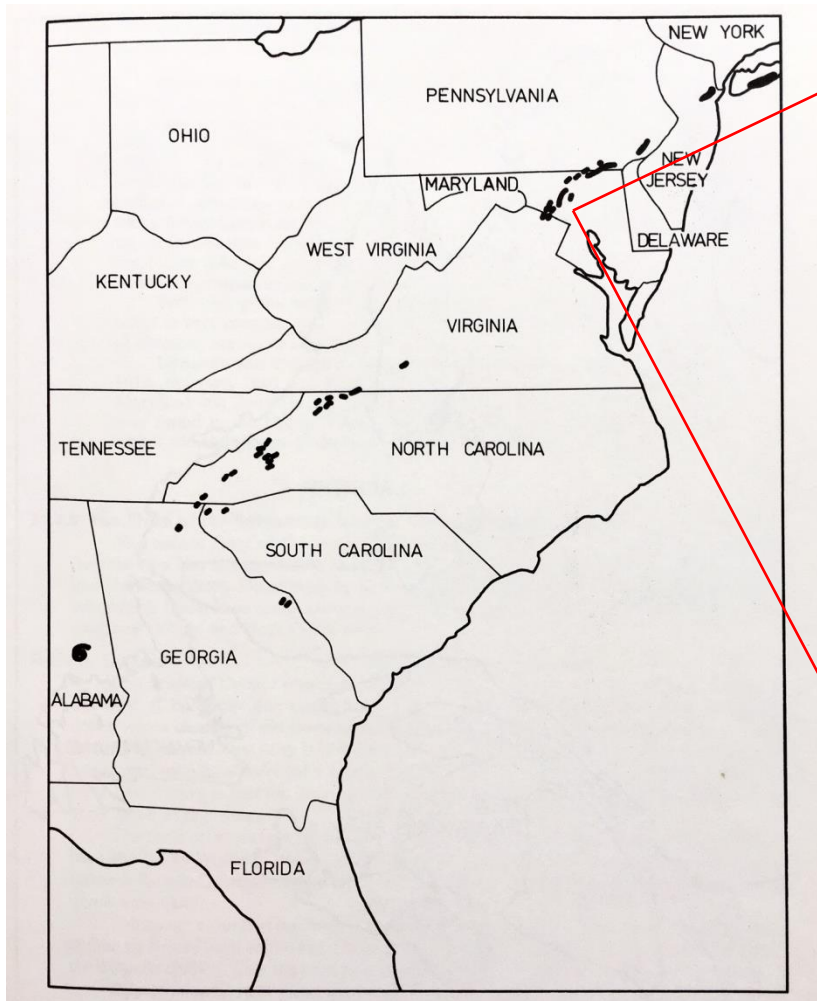 NEW YORK
PENNSYLVANIA
OHIO
NEW
JERSEY
MARYLAND
DELAWARE
WEST VIRGINIA
KENTUCKY
VIRGINIA
TENNESSEE
NORTH CAROLINA
SOUTH CAROLINA
GEORGIA
ALABAMA
FLORIDA